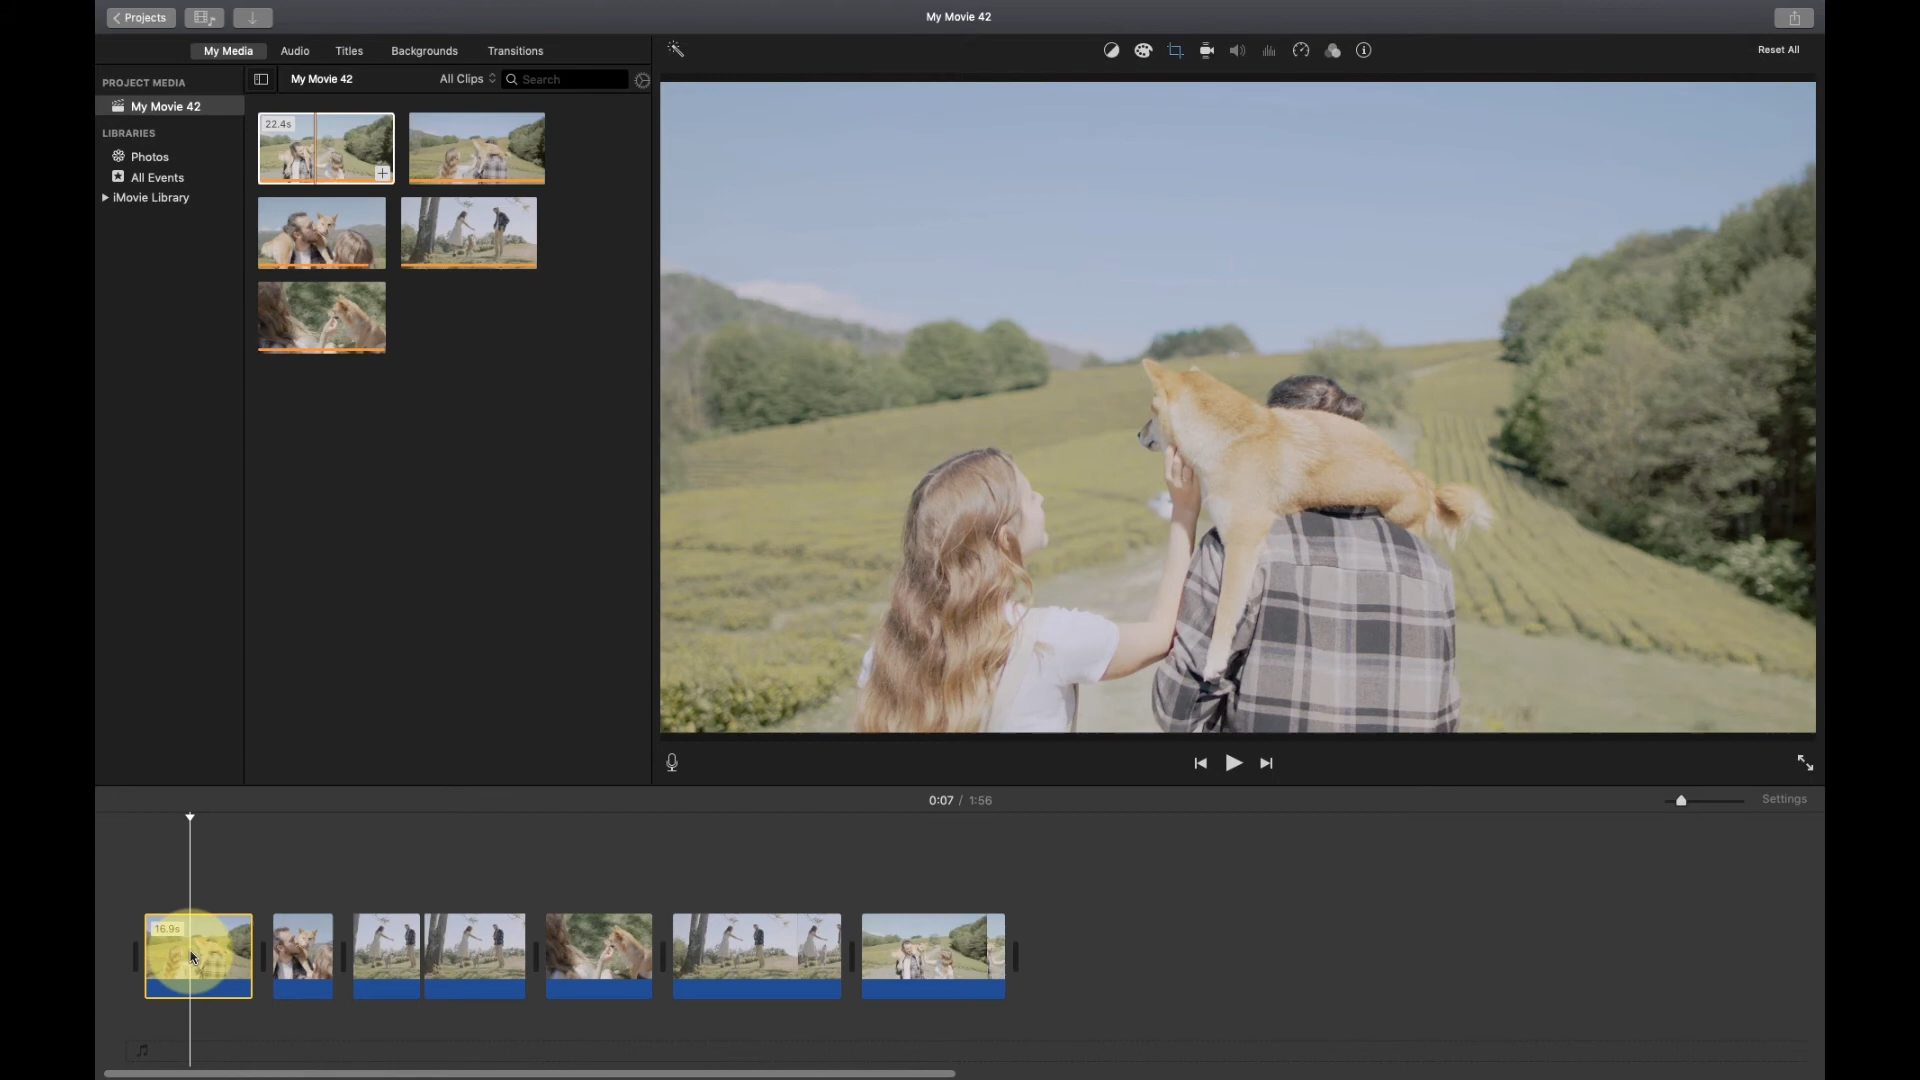 Projects
My Movie 42
My Media Audio Titles Backgrounds Transitions
Reset All
PROJECT MEDIA
My Movie 42
LIBRARIES
Photos
All Events
iMovie Library
My Movie 42 All Clips Search
22.4s
0:07 / 1:56
Settings
16.9s